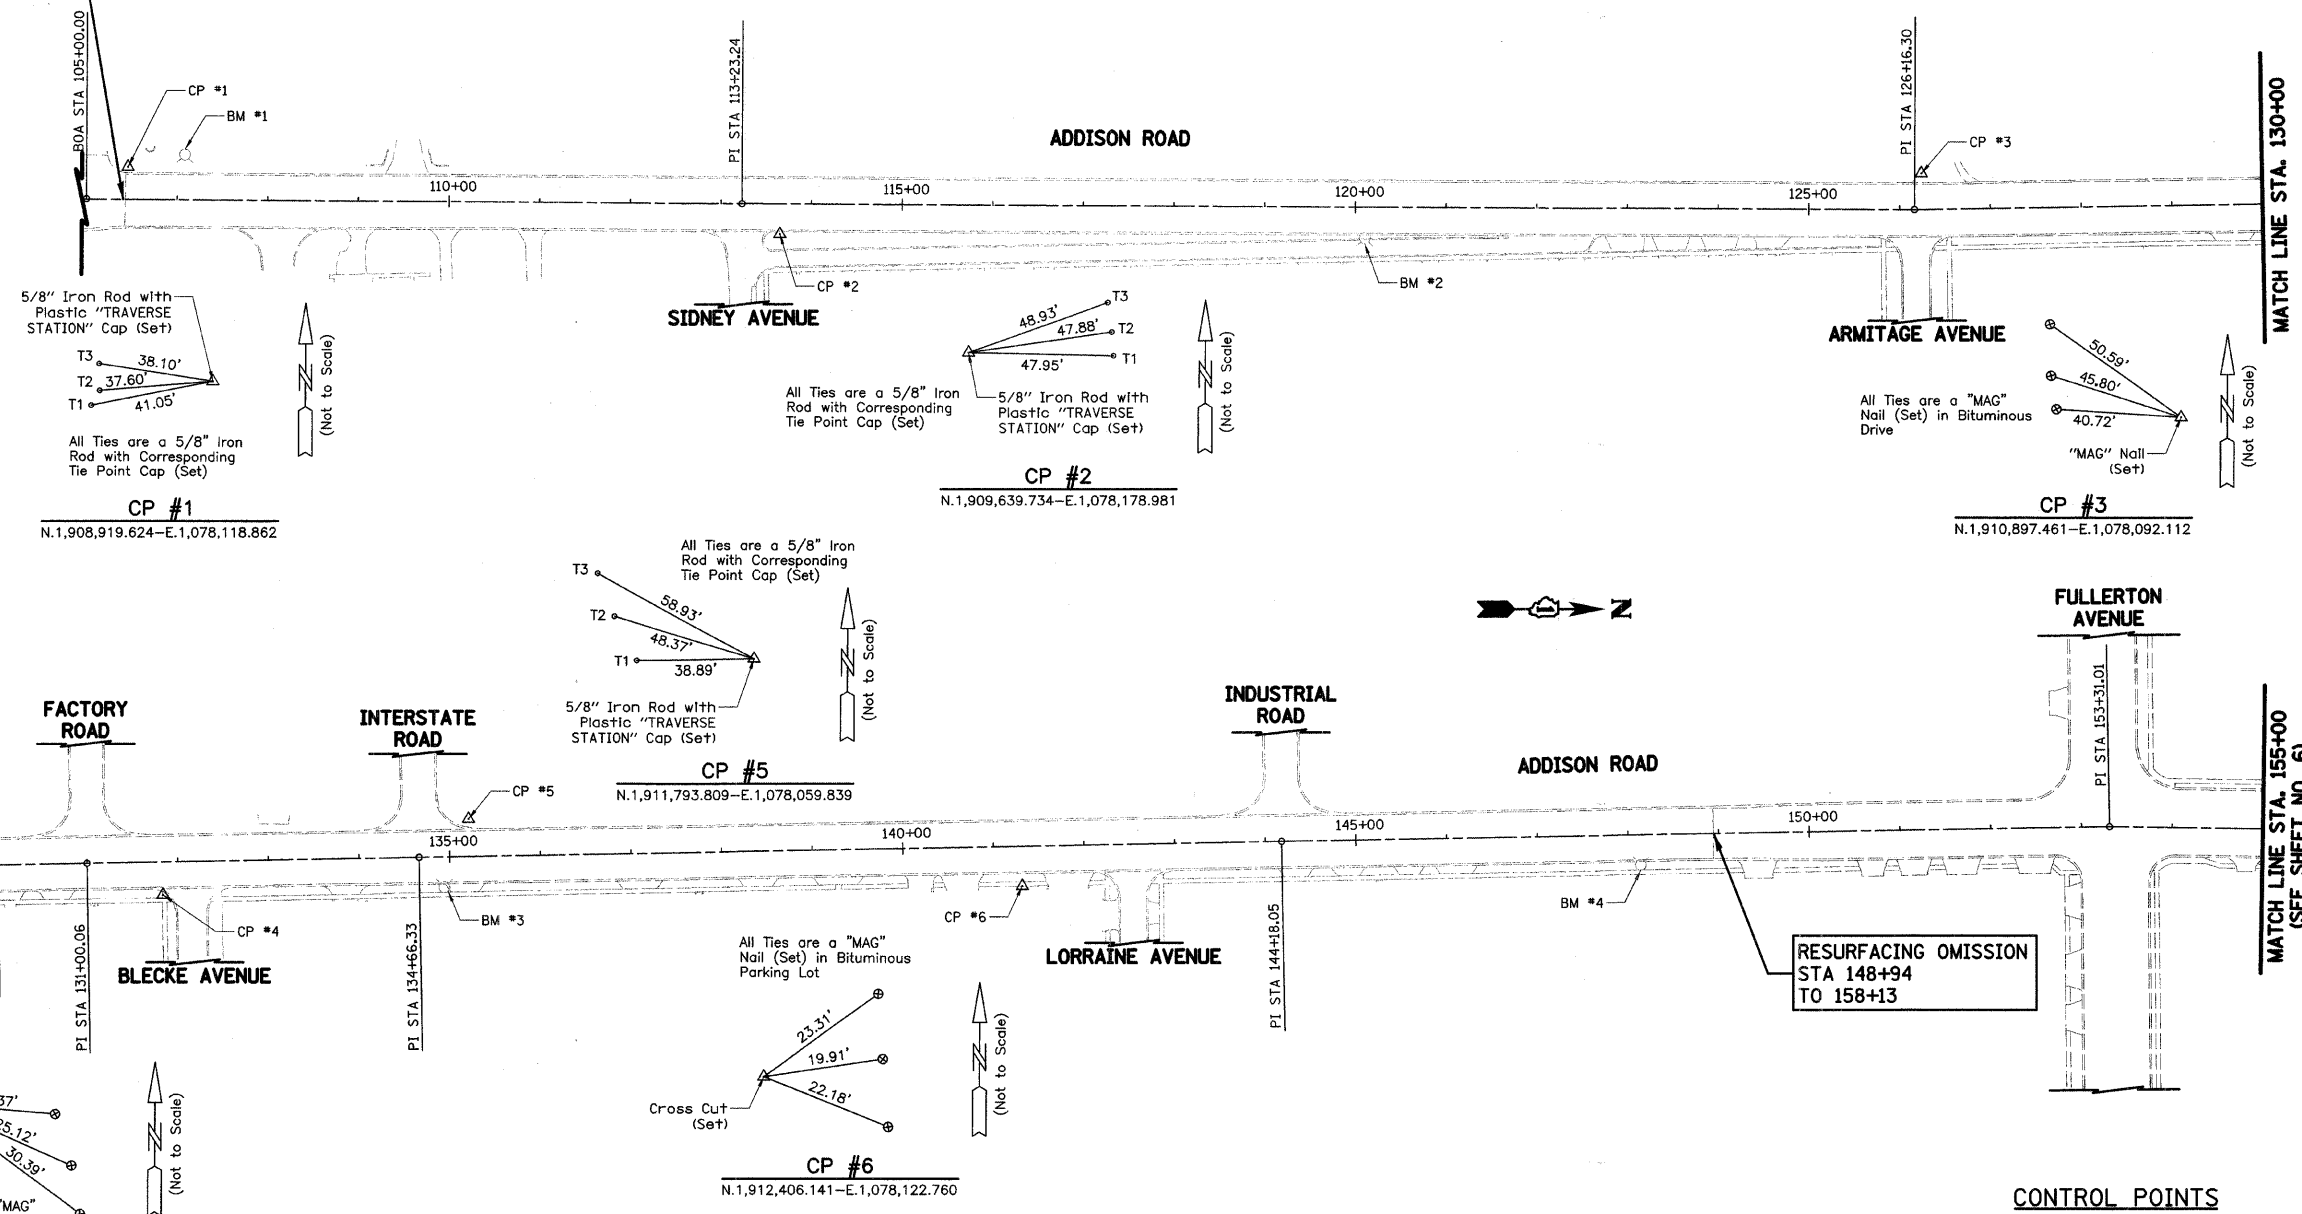 BOA STA 105+00.00
CP #1
BM #1
PI STA 113+23.24
ADDISON ROAD
PI STA 126+16.30
CP #3
MATCH LINE STA. 130+00
110+00
115+00
120+00
125+00
CP #2
BM #2
SIDNEY AVENUE
ARMITAGE AVENUE
5/8" Iron Rod with
Plastic "TRAVERSE
STATION" Cap (Set)
T3
38.10'
T2
37.60'
T1
41.05'
(Not to Scale)
N
All Ties are a 5/8" Iron
Rod with Corresponding
Tie Point Cap (Set)
CP #1
N.1,908,919.624-E.1,078,118.862
48.93'
T3
47.88'
T2
47.95'
T1
N
(Not to Scale)
All Ties are a 5/8" Iron
Rod with Corresponding
Tie Point Cap (Set)
5/8" Iron Rod with
Plastic "TRAVERSE
STATION" Cap (Set)
CP #2
N.1,909,639.734-E.1,078,178.981
50.59'
45.80'
40.72'
All Ties are a "MAG"
Nail (Set) in Bituminous
Drive
"MAG" Nail
(Set)
N
(Not to Scale)
CP #3
N.1,910,897.461-E.1,078,092.112
All Ties are a 5/8" Iron
Rod with Corresponding
Tie Point Cap (Set)
T3
58.93'
T2
48.37'
T1
38.89'
N
(Not to Scale)
5/8" Iron Rod with
Plastic "TRAVERSE
STATION" Cap (Set)
CP #5
N.1,911,793.809-E.1,078,059.839
N
FULLERTON
AVENUE
FACTORY
ROAD
INTERSTATE
ROAD
INDUSTRIAL
ROAD
ADDISON ROAD
PI STA 153+31.01
MATCH LINE STA. 155+00
(SEE SHEET NO. 6)
CP #5
135+00
140+00
145+00
150+00
CP #4
BM #3
CP #6
BM #4
PI STA 131+00.06
BLECKE AVENUE
PI STA 134+66.33
LORRAINE AVENUE
PI STA 144+18.05
RESURFACING OMISSION
STA 148+94
TO 158+13
All Ties are a "MAG"
Nail (Set) in Bituminous
Parking Lot
23.31'
19.91'
22.18'
Cross Cut
(Set)
N
(Not to Scale)
CP #6
N.1,912,406.141-E.1,078,122.760
37'
25.12'
30.39'
"MAG"
N
(Not to Scale)
CONTROL POINTS